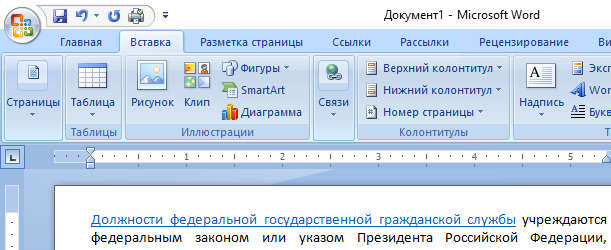 Документ1 - Microsoft Word
Главная Вставка Разметка страницы Ссылки Рассылки Рецензирование Ви
Страницы Таблица Рисунок Клип Фигуры SmartArt Диаграмма Связи Верхний колонтитул Нижний колонтитул Номер страницы Надпись Эксп Wor Букв
Таблицы Иллюстрации Колонтитулы Т
1 2 3 4 5
Должности федеральной государственной гражданской службы учреждаются
федеральным законом или указом Президента Российской Федерации,